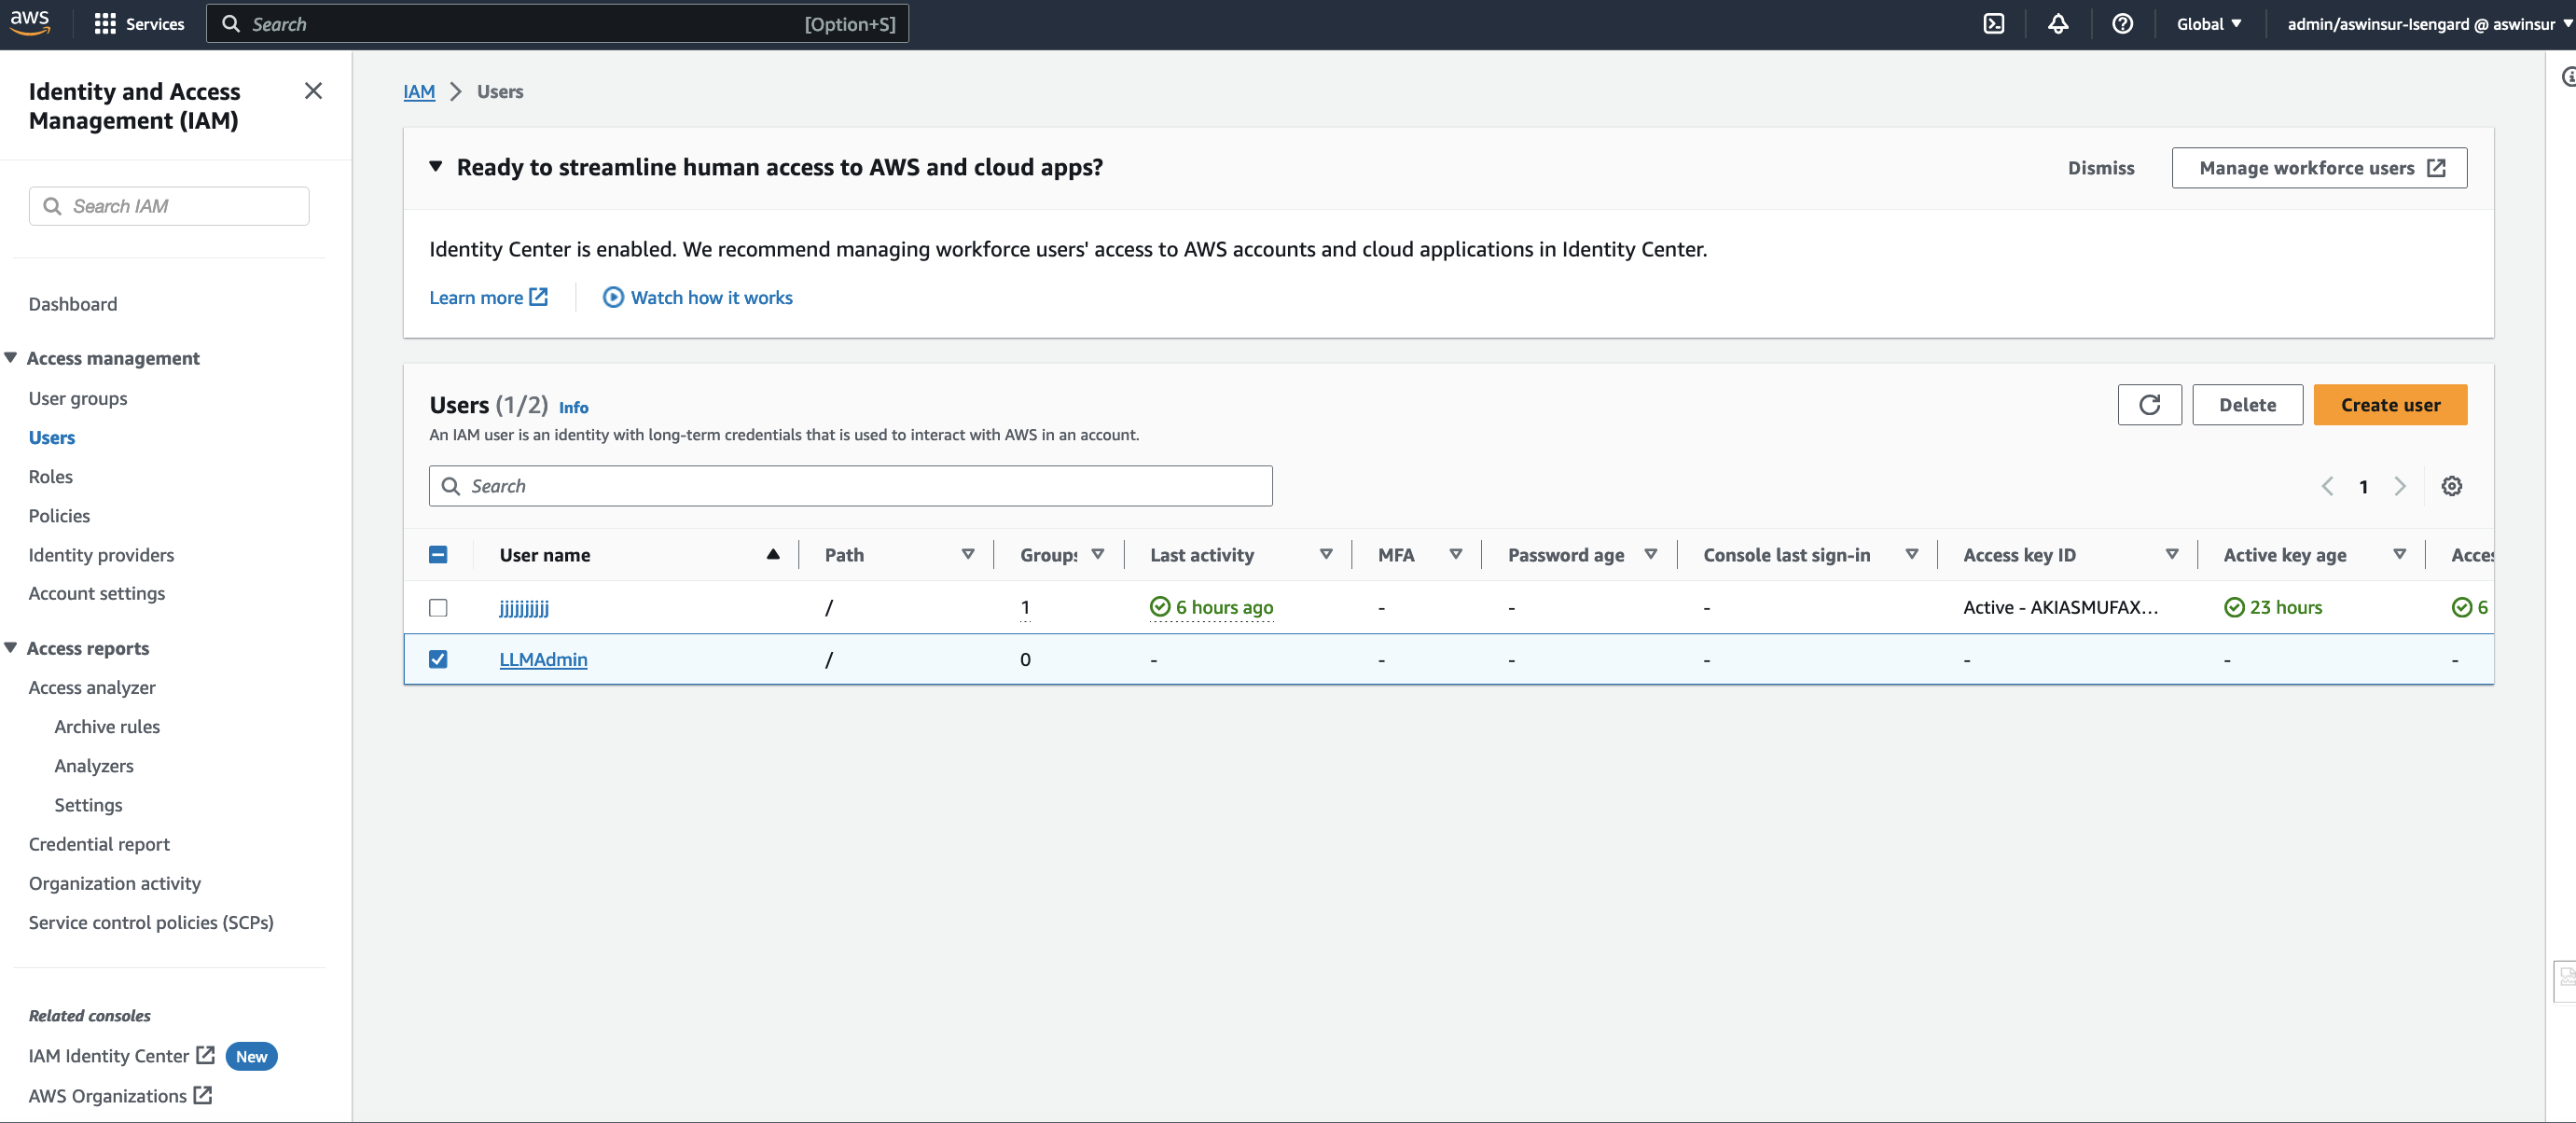 aws
Services
Search
[Option+S]
Global
admin/aswinsur-Isengard @ aswinsur
Identity and Access
Management (IAM)
Search IAM
Dashboard
Access management
User groups
Users
Roles
Policies
Identity providers
Account settings
Access reports
Access analyzer
Archive rules
Analyzers
Settings
Credential report
Organization activity
Service control policies (SCPs)
Related consoles
IAM Identity Center New
AWS Organizations
IAM > Users
Ready to streamline human access to AWS and cloud apps?
Dismiss
Manage workforce users
Identity Center is enabled. We recommend managing workforce users' access to AWS accounts and cloud applications in Identity Center.
Learn more
Watch how it works
Users (1/2) Info
An IAM user is an identity with long-term credentials that is used to interact with AWS in an account.
Delete
Create user
Search
1
User name Path Groups Last activity MFA Password age Console last sign-in Access key ID Active key age Acces
jjjjjjjjjj / 1 6 hours ago - - - Active - AKIASMUFAX... 23 hours 6
LLMAdmin / 0 - - - - - - -